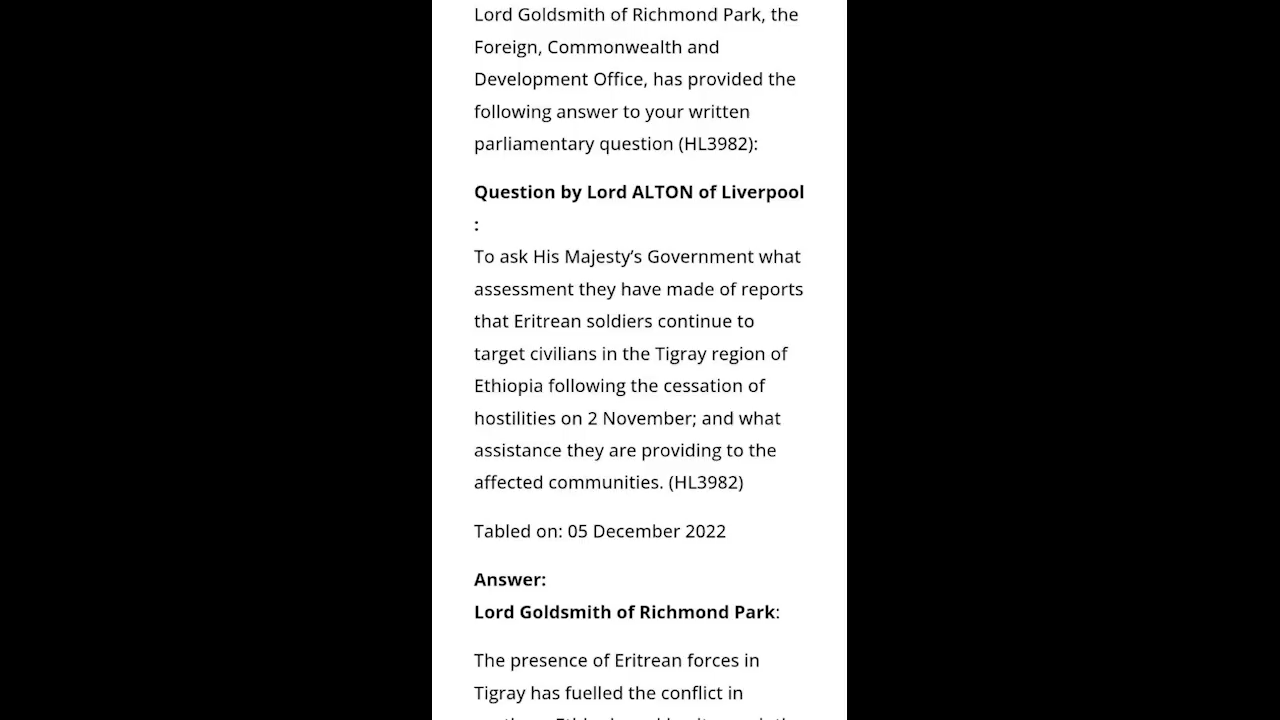 Lord Goldsmith of Richmond Park, the
Foreign, Commonwealth and
Development Office, has provided the
following answer to your written
parliamentary question (HL3982):
Question by Lord ALTON of Liverpool
:
To ask His Majesty’s Government what
assessment they have made of reports
that Eritrean soldiers continue to
target civilians in the Tigray region of
Ethiopia following the cessation of
hostilities on 2 November; and what
assistance they are providing to the
affected communities. (HL3982)
Tabled on: 05 December 2022
Answer:
Lord Goldsmith of Richmond Park:
The presence of Eritrean forces in
Tigray has fuelled the conflict in